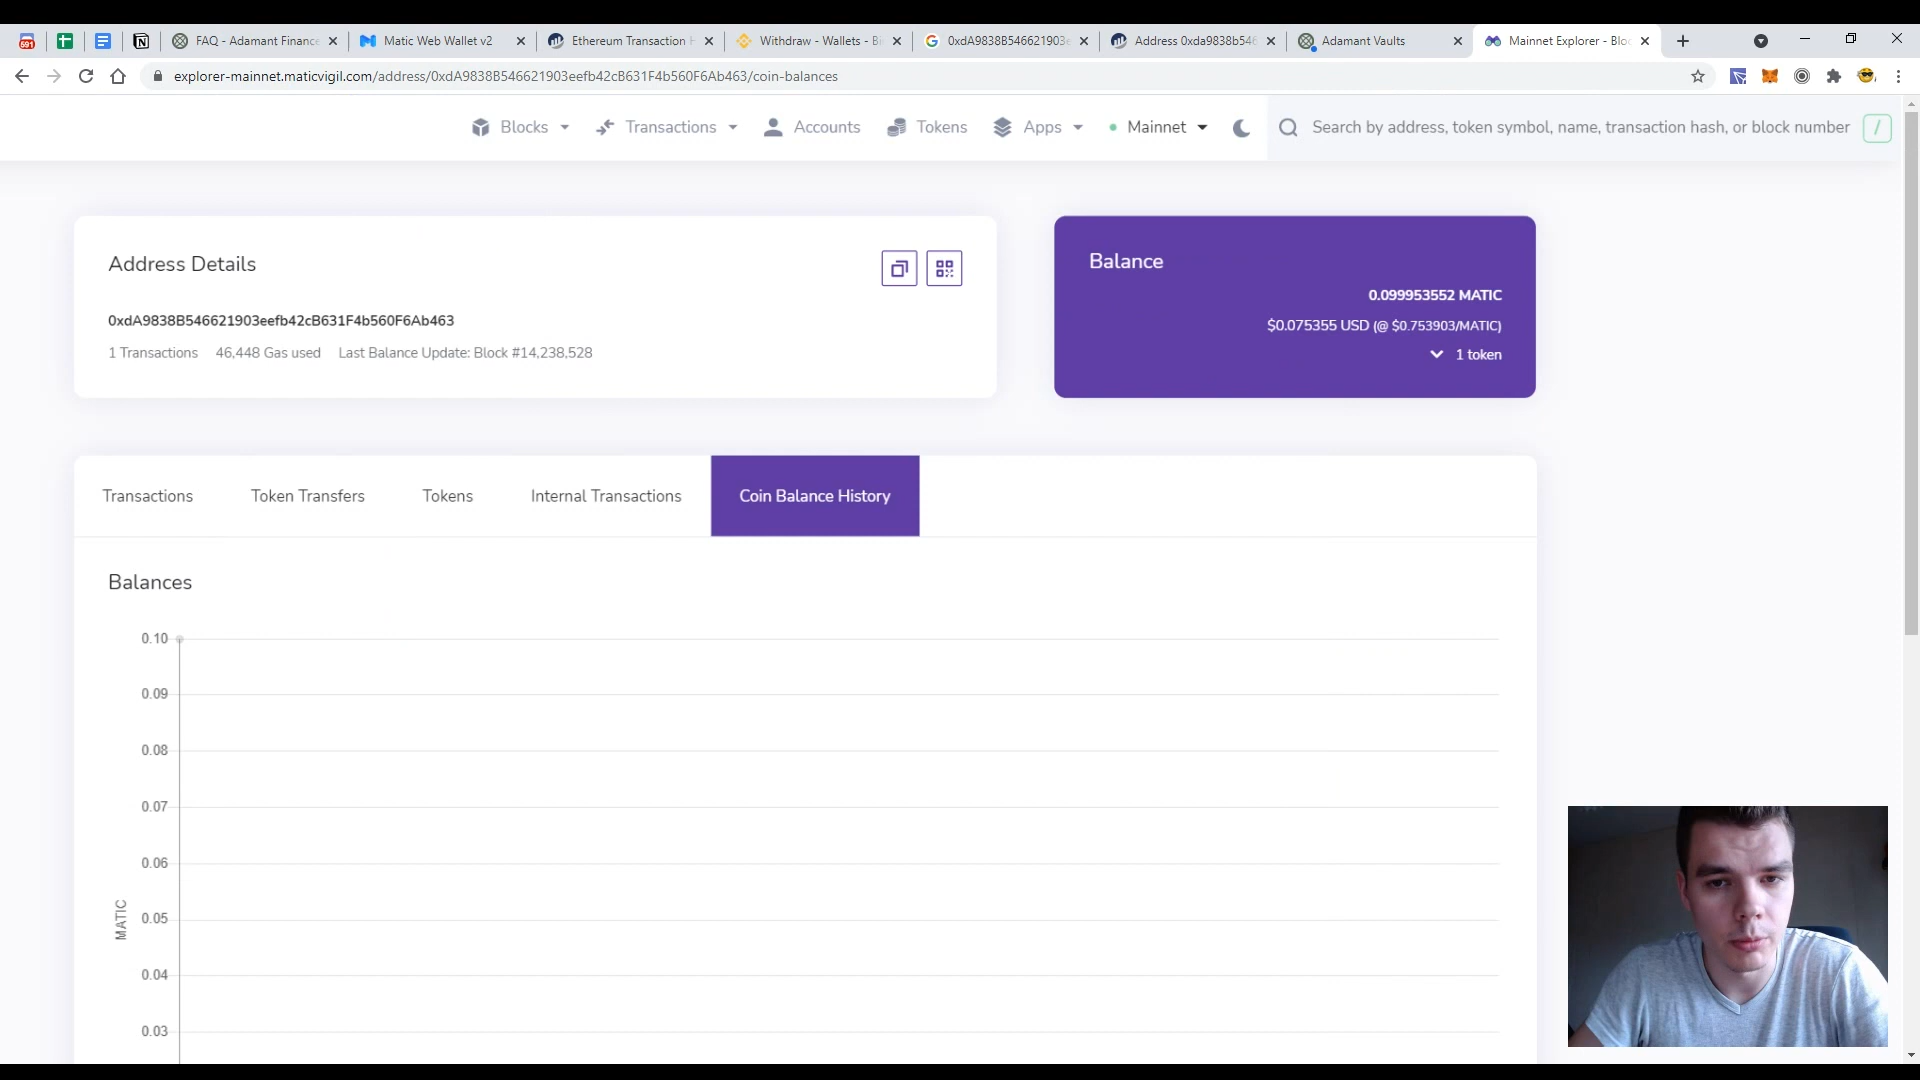 591
FAQ - Adamant Finance
Matic Web Wallet v2
Ethereum Transaction H
Withdraw - Wallets - Bi
0xdA9838B546621903e
Address 0xda9838b546
Adamant Vaults
Mainnet Explorer - Bloc
explorer-mainnet.maticvigil.com/address/0xdA9838B546621903eefb42cB631F4b560F6Ab463/coin-balances
Blocks
Transactions
Accounts
Tokens
Apps
Mainnet
Search by address, token symbol, name, transaction hash, or block number
/
Address Details
0xdA9838B546621903eefb42cB631F4b560F6Ab463
1 Transactions 46,448 Gas used Last Balance Update: Block #14,238,528
Balance
0.099953552 MATIC
$0.075355 USD (@ $0.753903/MATIC)
1 token
Transactions
Token Transfers
Tokens
Internal Transactions
Coin Balance History
Balances
0.10
0.09
0.08
0.07
0.06
0.05
0.04
0.03
MATIC